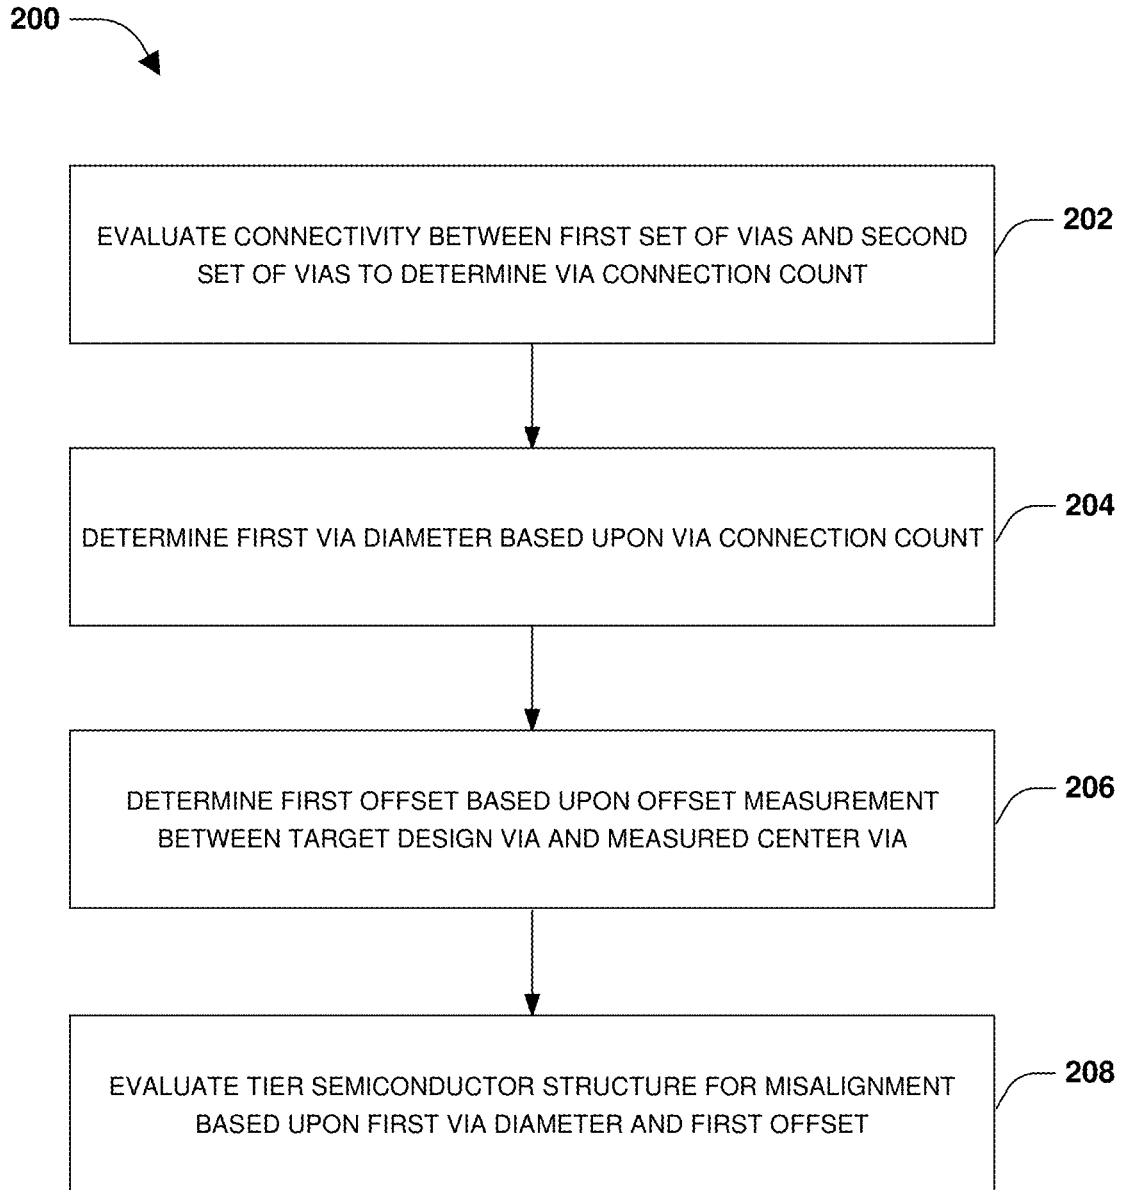 200
EVALUATE CONNECTIVITY BETWEEN FIRST SET OF VIAS AND SECOND
SET OF VIAS TO DETERMINE VIA CONNECTION COUNT
202
DETERMINE FIRST VIA DIAMETER BASED UPON VIA CONNECTION COUNT
204
DETERMINE FIRST OFFSET BASED UPON OFFSET MEASUREMENT
BETWEEN TARGET DESIGN VIA AND MEASURED CENTER VIA
206
EVALUATE TIER SEMICONDUCTOR STRUCTURE FOR MISALIGNMENT
BASED UPON FIRST VIA DIAMETER AND FIRST OFFSET
208